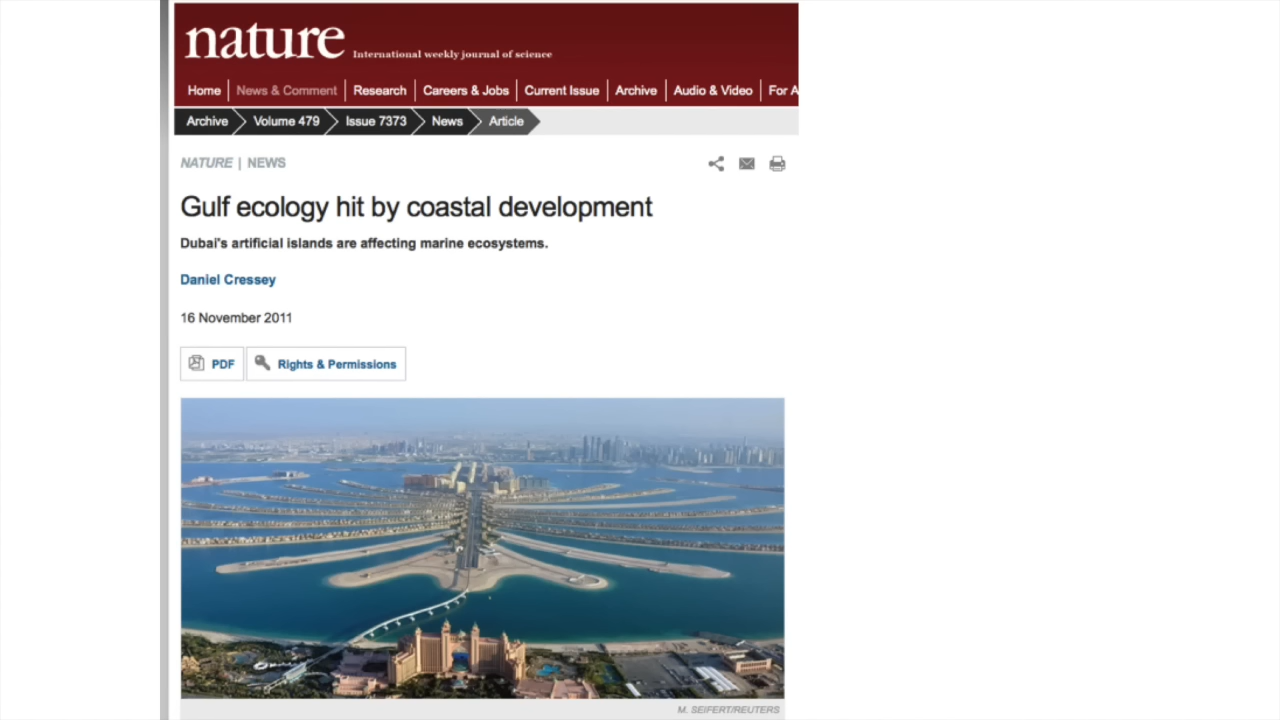 nature International weekly journal of science
Home News & Comment Research Careers & Jobs Current Issue Archive Audio & Video For A
Archive Volume 479 Issue 7373 News Article
NATURE | NEWS
Gulf ecology hit by coastal development
Dubai's artificial islands are affecting marine ecosystems.
Daniel Cressey
16 November 2011
PDF Rights & Permissions
M. SEIFERT/REUTERS